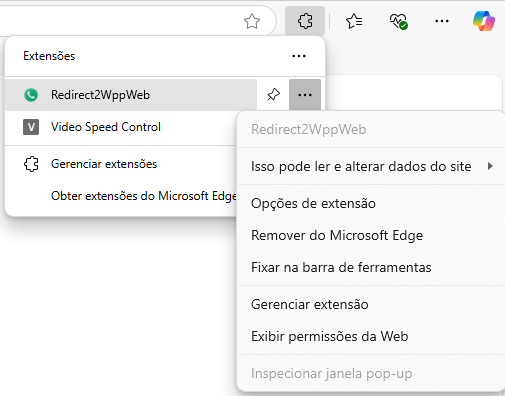 Extensões
Redirect2WppWeb
V Video Speed Control
Gerenciar extensões
Obter extensões do Microsoft Edge
Redirect2WppWeb
Isso pode ler e alterar dados do site
Opções de extensão
Remover do Microsoft Edge
Fixar na barra de ferramentas
Gerenciar extensão
Exibir permissões da Web
Inspecionar janela pop-up